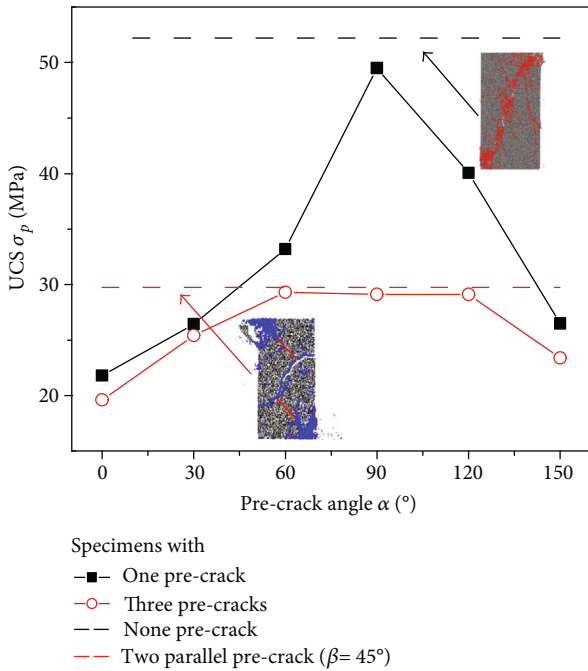 50
40
30
20
UCS σp (MPa)
0 30 60 90 120 150
Pre-crack angle α (°)
Specimens with
One pre-crack
Three pre-cracks
None pre-crack
Two parallel pre-crack (β= 45°)